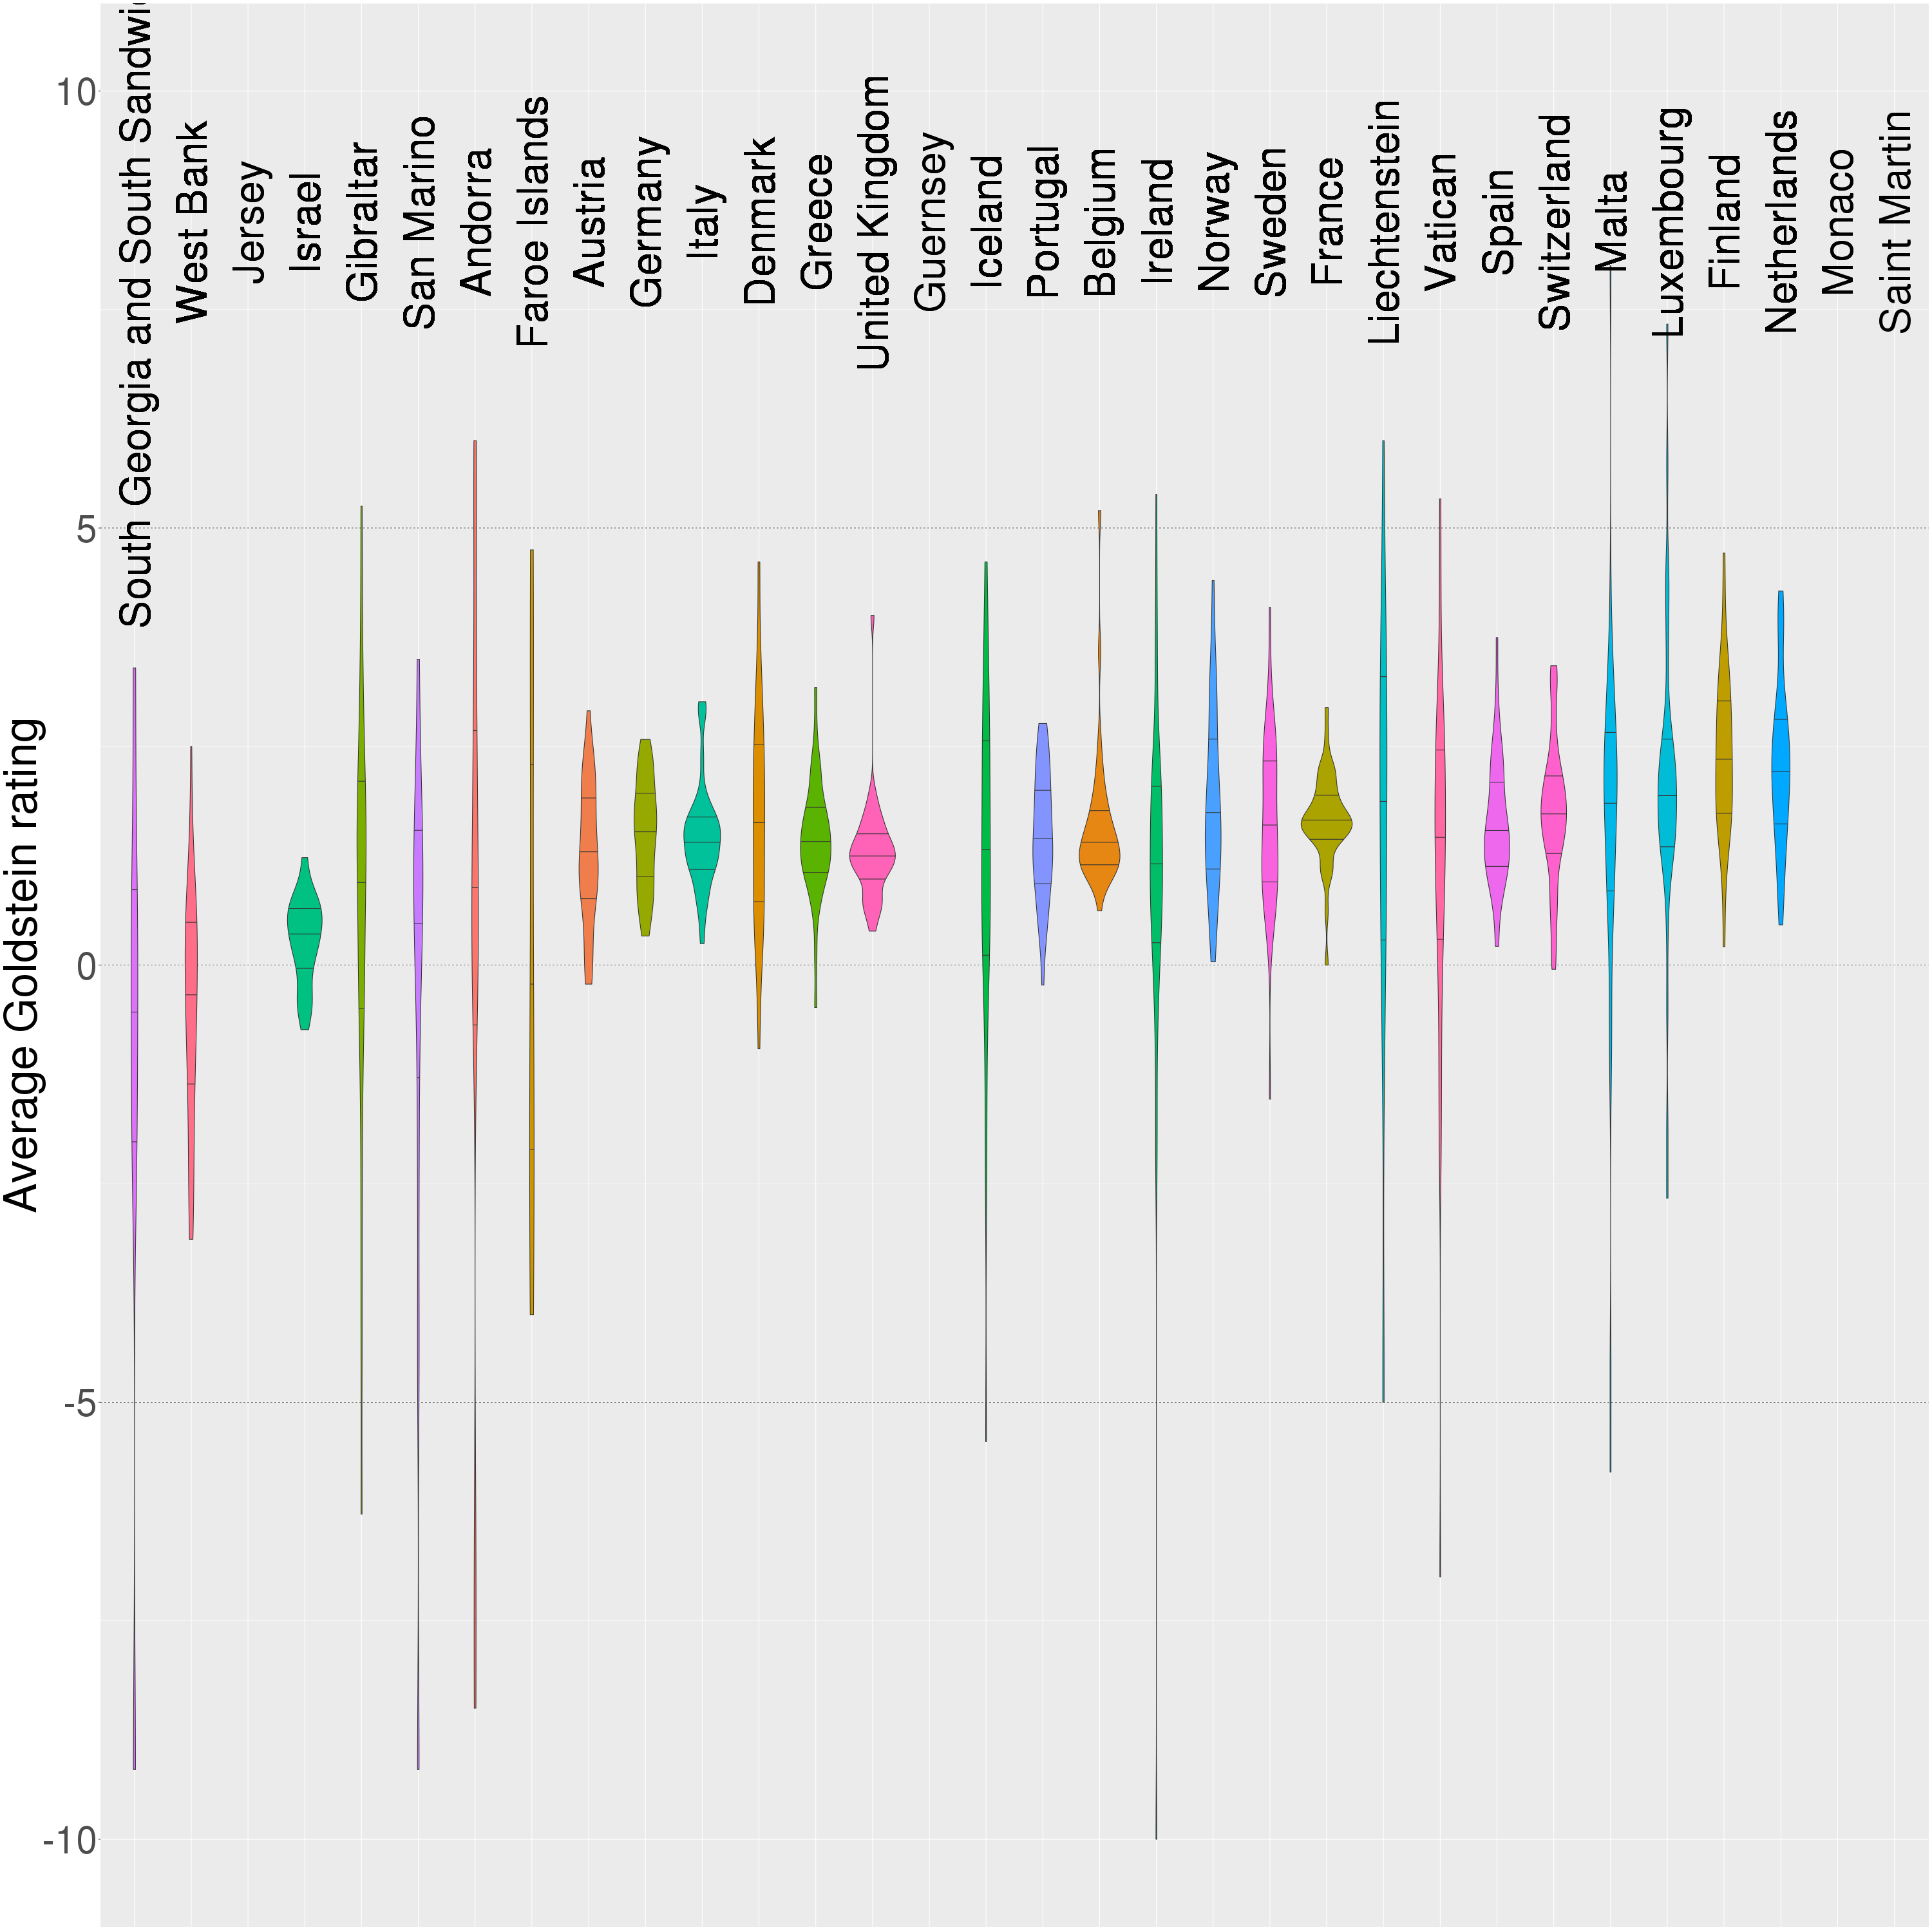 Average Goldstein rating
10
5
0
-5
-10
South Georgia and South
West Bank
Jersey
Israel
Gibraltar
San Marino
Andorra
Faroe Islands
Austria
Germany
Italy
Denmark
Greece
United Kingdom
Guernsey
Iceland
Portugal
Belgium
Ireland
Norway
Sweden
France
Liechtenstein
Vatican
Spain
Switzerland
Malta
Luxembourg
Finland
Netherlands
Monaco
Saint Martin